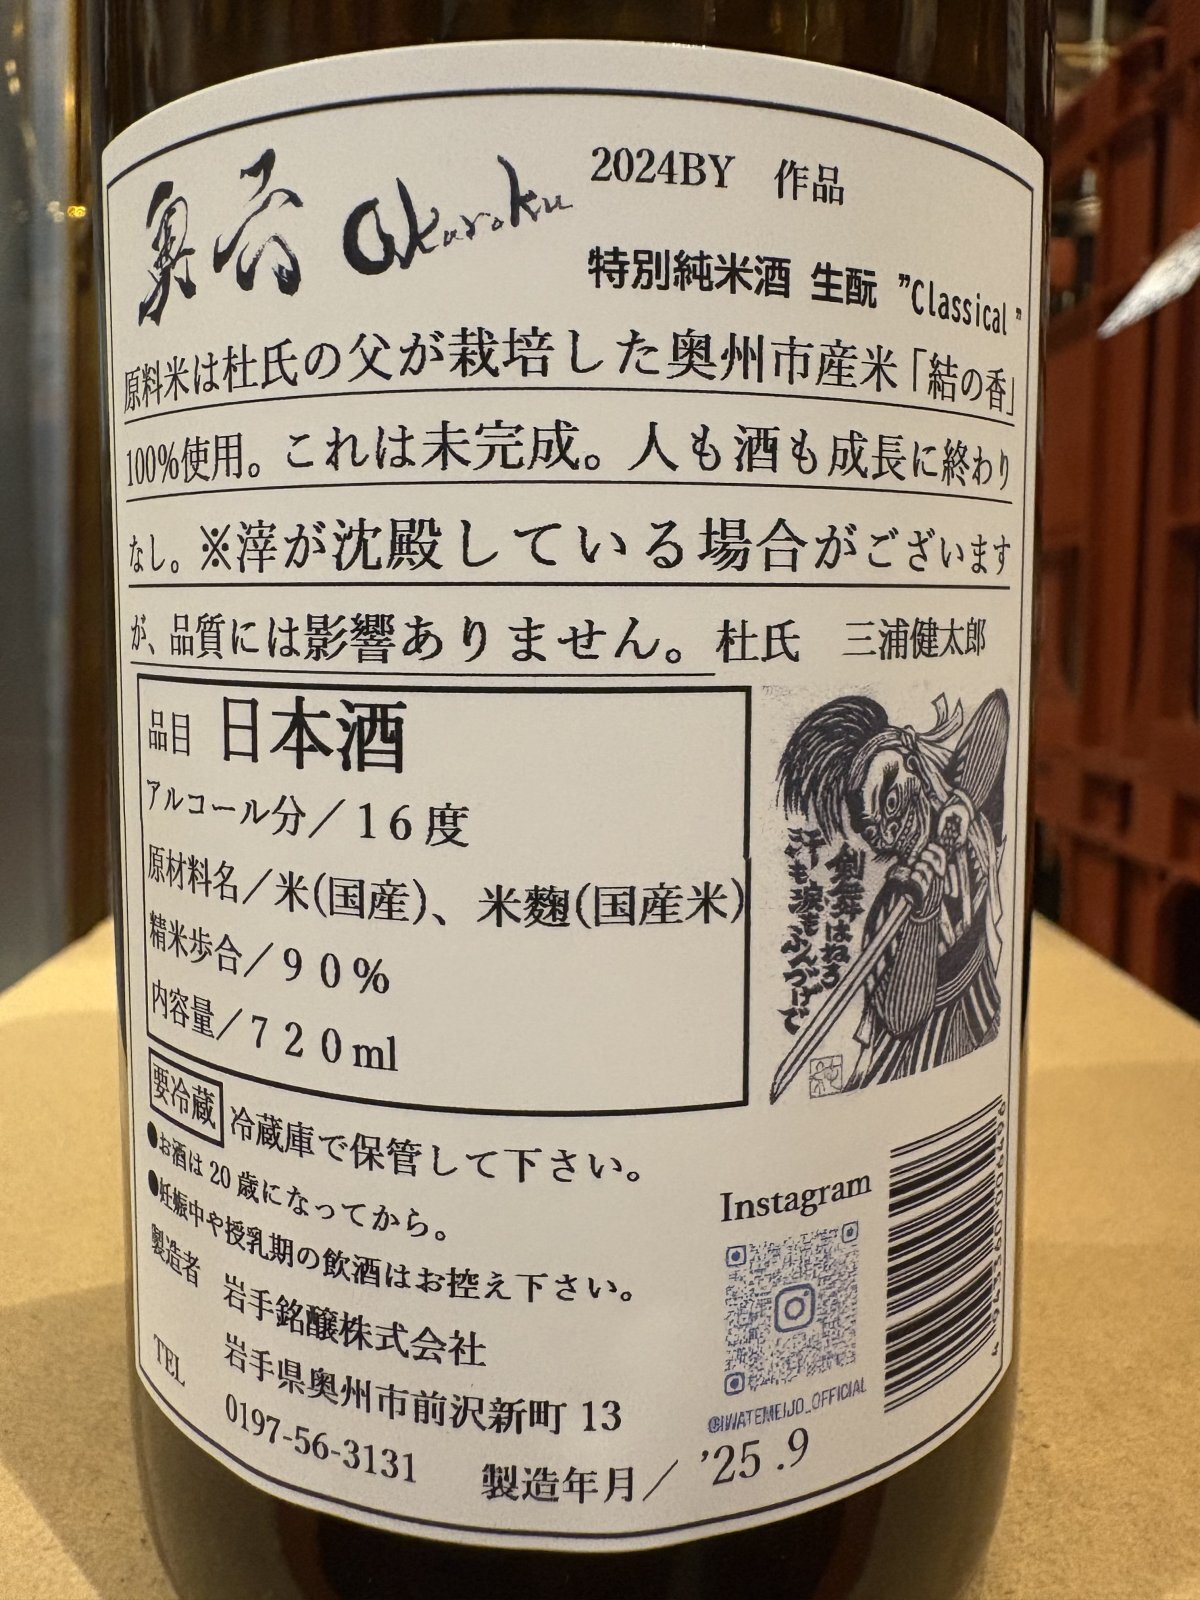 奥六 Okuroku
2024BY 作品
特別純米酒 生酛 "Classical"
原料米は杜氏の父が栽培した奥州市産米「結の香」
100%使用。これは未完成。人も酒も成長に終わり
なし。※滓が沈殿している場合がございます
が、品質には影響ありません。杜氏 三浦健太郎
品目 日本酒
アルコール分/16度
原材料名/米(国産)、米麴(国産米)
精米歩合/90%
内容量/720ml
剣舞はねろ
汗も涙もふんづげで
要冷蔵 冷蔵庫で保管して下さい。
●お酒は20歳になってから。
●妊娠中や授乳期の飲酒はお控え下さい。
製造者 岩手銘醸株式会社
岩手県奥州市前沢新町13
TEL 0197-56-3131
製造年月/'25.9
Instagram
@IWATEMEIJO_OFFICIAL